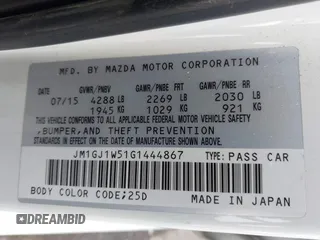 MFD. BY MAZDA MOTOR CORPORATION
GVWR/PNBV GAWR/PNBE FRT GAWR/PNBE RR
07/15 4288 LB 2269 LB 2030 LB
1945 KG 1029 KG 921 KG
THIS VEHICLE CONFORMS TO ALL APPLICABLE FEDERAL MOTOR VEHICLE SAFETY
,BUMPER,AND THEFT PREVENTION
STANDARDS IN EFFECT ON THE DATE OF MANUFACTURE SHOWN ABOVE.
JM1GJ1W51G1444867 TYPE:PASS CAR
BODY COLOR CODE;25D
MADE IN JAPAN
DREAMBID